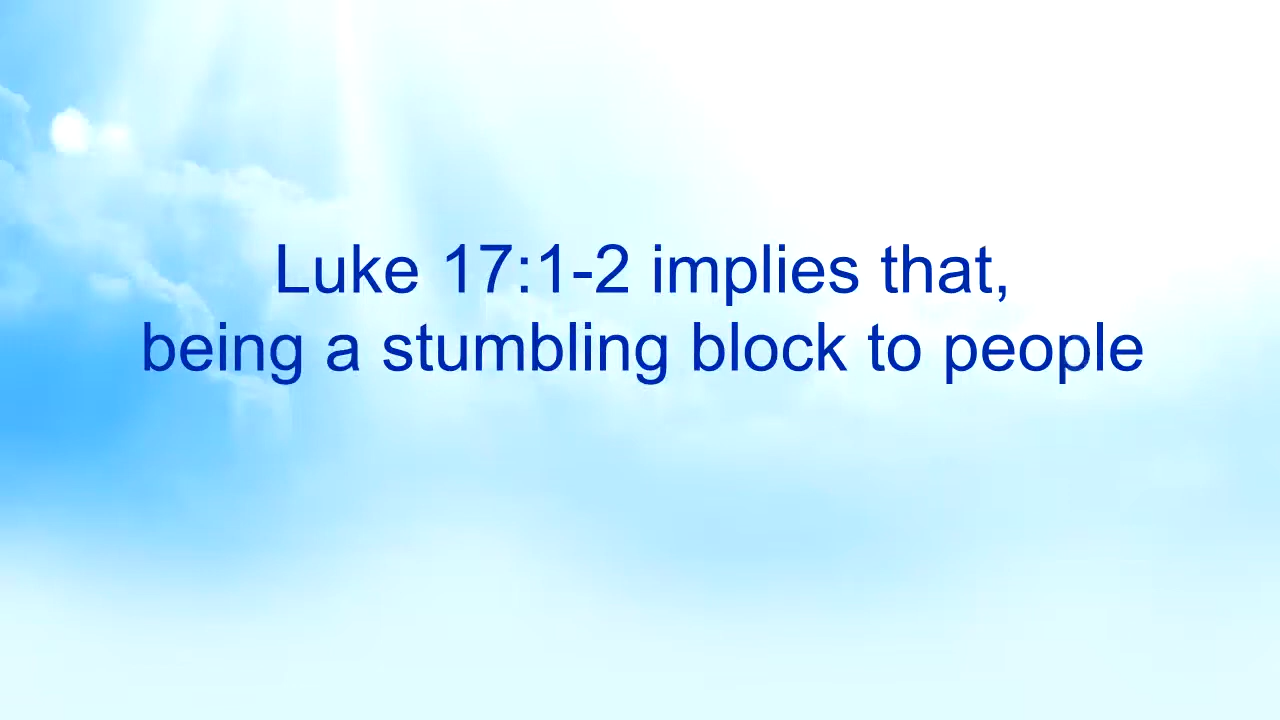 Luke 17:1-2 implies that,
being a stumbling block to people